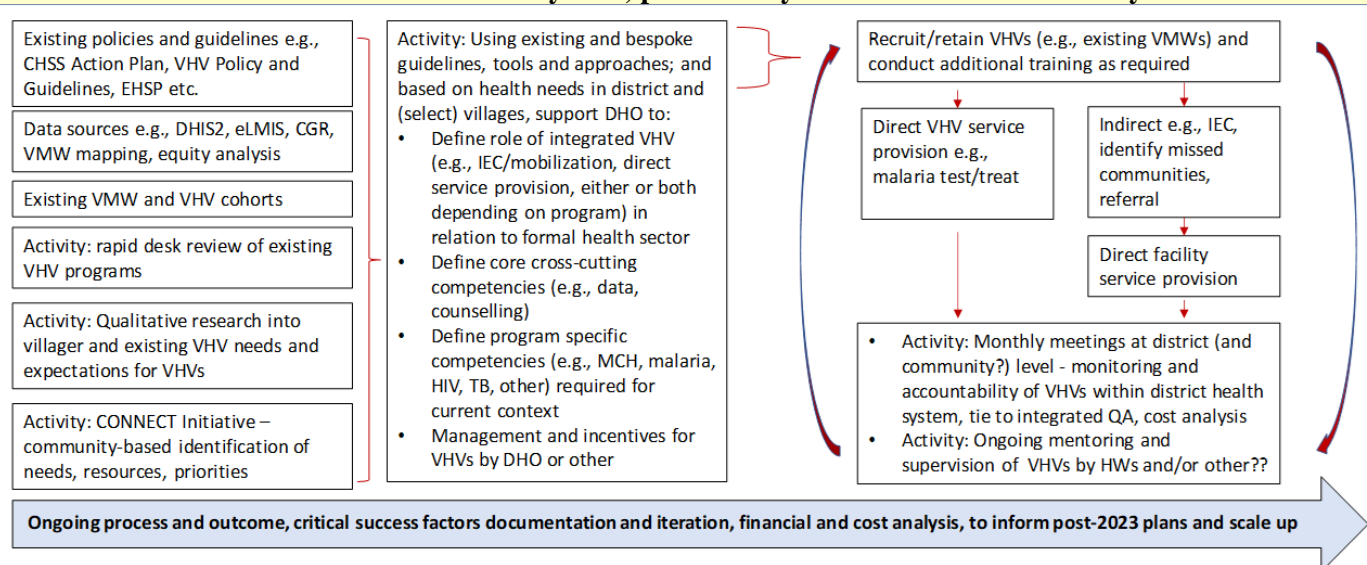 Existing policies and guidelines e.g.,
CHSS Action Plan, VHV Policy and
Guidelines, EHSP etc.
Data sources e.g., DHIS2, eLMIS, CGR,
VMW mapping, equity analysis
Existing VMW and VHV cohorts
Activity: rapid desk review of existing
VHV programs
Activity: Qualitative research into
villager and existing VHV needs and
expectations for VHVs
Activity: CONNECT Initiative –
community-based identification of
needs, resources, priorities
Activity: Using existing and bespoke
guidelines, tools and approaches; and
based on health needs in district and
(select) villages, support DHO to:
• Define role of integrated VHV
(e.g., IEC/mobilization, direct
service provision, either or both
depending on program) in
relation to formal health sector
• Define core cross-cutting
competencies (e.g., data,
counselling)
• Define program specific
competencies (e.g., MCH, malaria,
HIV, TB, other) required for
current context
• Management and incentives for
VHVs by DHO or other
Recruit/retain VHVs (e.g., existing VMWs) and
conduct additional training as required
Direct VHV service
provision e.g.,
malaria test/treat
Indirect e.g., IEC,
identify missed
communities,
referral
Direct facility
service provision
• Activity: Monthly meetings at district (and
community?) level - monitoring and
accountability of VHVs within district health
system, tie to integrated QA, cost analysis
• Activity: Ongoing mentoring and
supervision of VHVs by HWs and/or other??
Ongoing process and outcome, critical success factors documentation and iteration, financial and cost analysis, to inform post-2023 plans and scale up